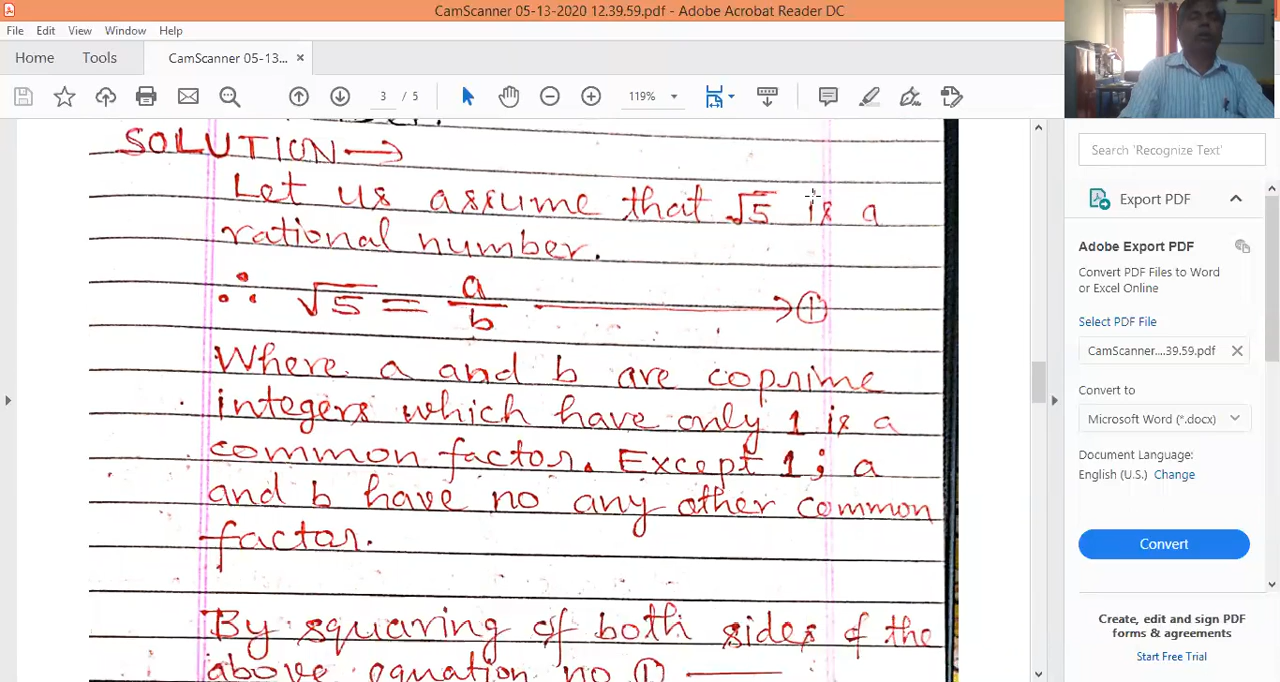 CamScanner 05-13-2020 12.39.59.pdf - Adobe Acrobat Reader DC
File Edit View Window Help
Home Tools CamScanner 05-13... ×
3 / 5 119%
SOLUTION →
Let us assume that √5 is a
rational number.
∴ √5 = a/b → ①
Where a and b are coprime
integers which have only 1 is a
common factor. Except 1; a
and b have no any other common
factor.
By squaring of both sides of the
above equation no ①
Search 'Recognize Text'
Export PDF
Adobe Export PDF
Convert PDF Files to Word
or Excel Online
Select PDF File
CamScanner....39.59.pdf ×
Convert to
Microsoft Word (*.docx)
Document Language:
English (U.S.) Change
Convert
Create, edit and sign PDF
forms & agreements
Start Free Trial